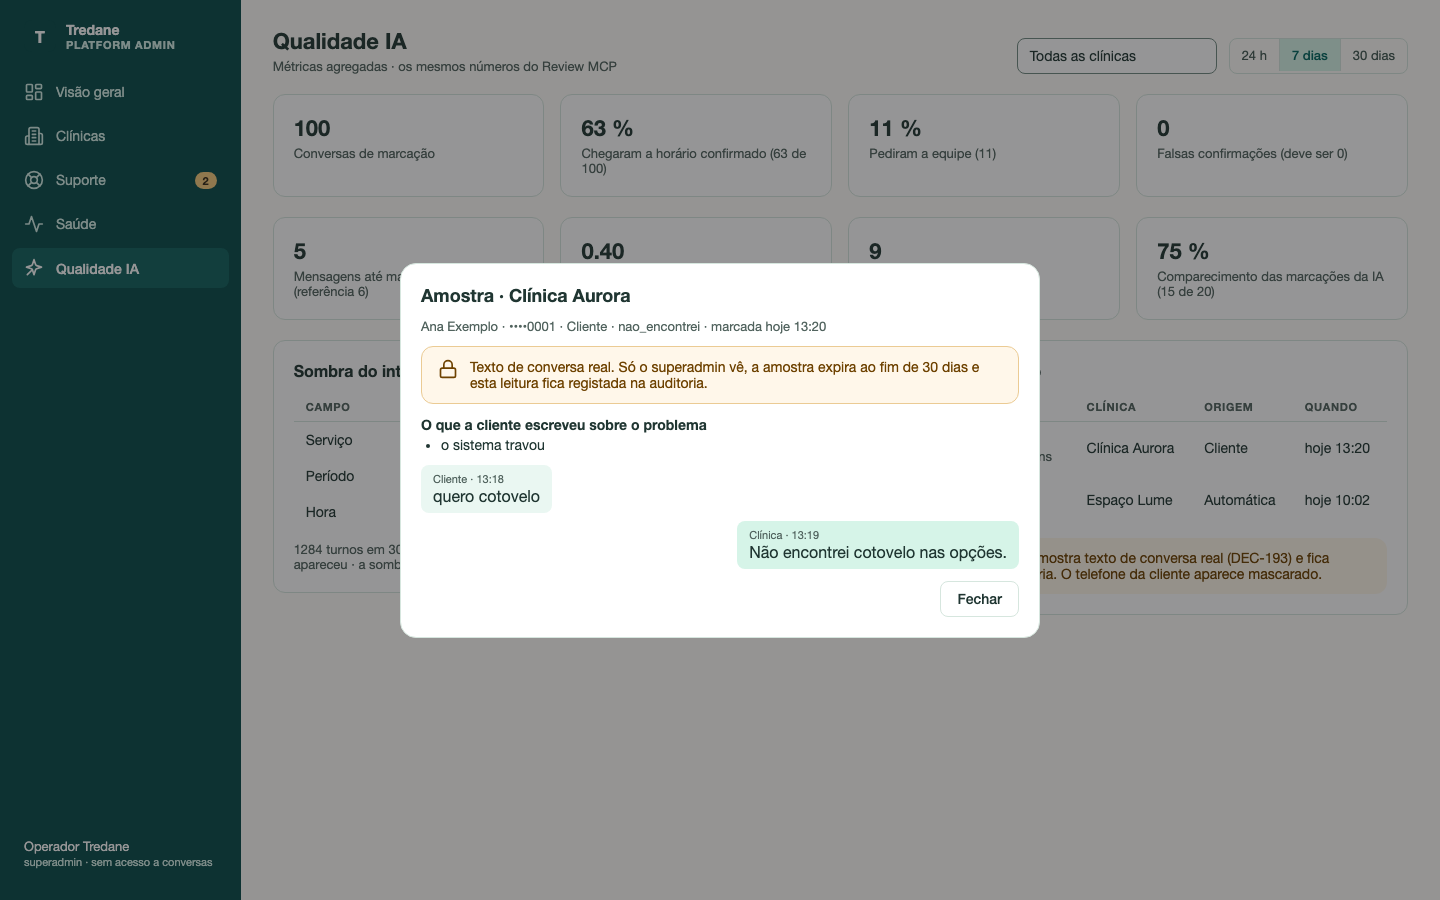 T
Tredane
PLATFORM ADMIN
Visão geral
Clínicas
Suporte
2
Saúde
Qualidade IA
Operador Tredane
superadmin · sem acesso a conversas
Qualidade IA
Métricas agregadas · os mesmos números do Review MCP
Todas as clínicas
24 h
7 dias
30 dias
100
Conversas de marcação
63 %
Chegaram a horário confirmado (63 de
100)
11 %
Pediram a equipe (11)
0
Falsas confirmações (deve ser 0)
5
Mensagens até
(referência 6)
0.40
9
75 %
Comparecimento das marcações da IA
(15 de 20)
Sombra do
CAMPO
Serviço
Período
Hora
1284 turnos em
apareceu · a
CLÍNICA
ORIGEM
QUANDO
Clínica Aurora
Cliente
hoje 13:20
Espaço Lume
Automática
hoje 10:02
texto de conversa real (DEC-193) e fica
O telefone da cliente aparece mascarado.
Amostra · Clínica Aurora
Ana Exemplo · ••••0001 · Cliente · nao_encontrei · marcada hoje 13:20
Texto de conversa real. Só o superadmin vê, a amostra expira ao fim de 30 dias e
esta leitura fica registada na auditoria.
O que a cliente escreveu sobre o problema
• o sistema travou
Cliente · 13:18
quero cotovelo
Clínica · 13:19
Não encontrei cotovelo nas opções.
Fechar